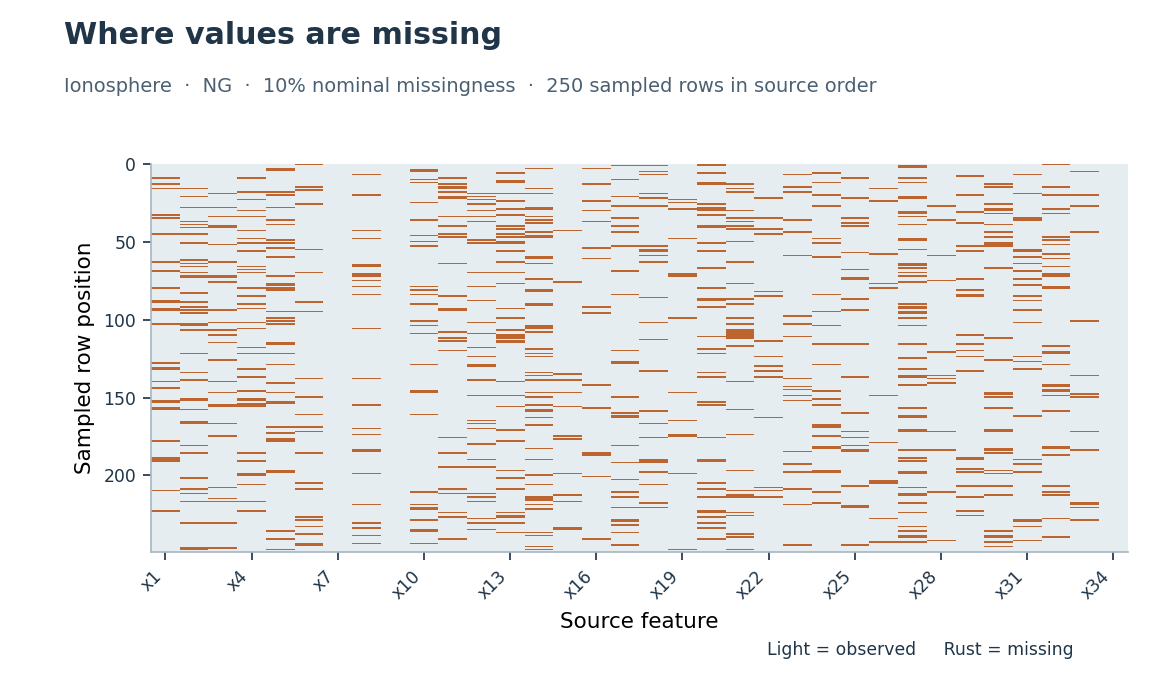 Where values are missing
Ionosphere · NG · 10% nominal missingness · 250 sampled rows in source order
0
50
100
150
200
Sampled row position
x1 x4 x7 x10 x13 x16 x19 x22 x25 x28 x31 x34
Source feature
Light = observed Rust = missing